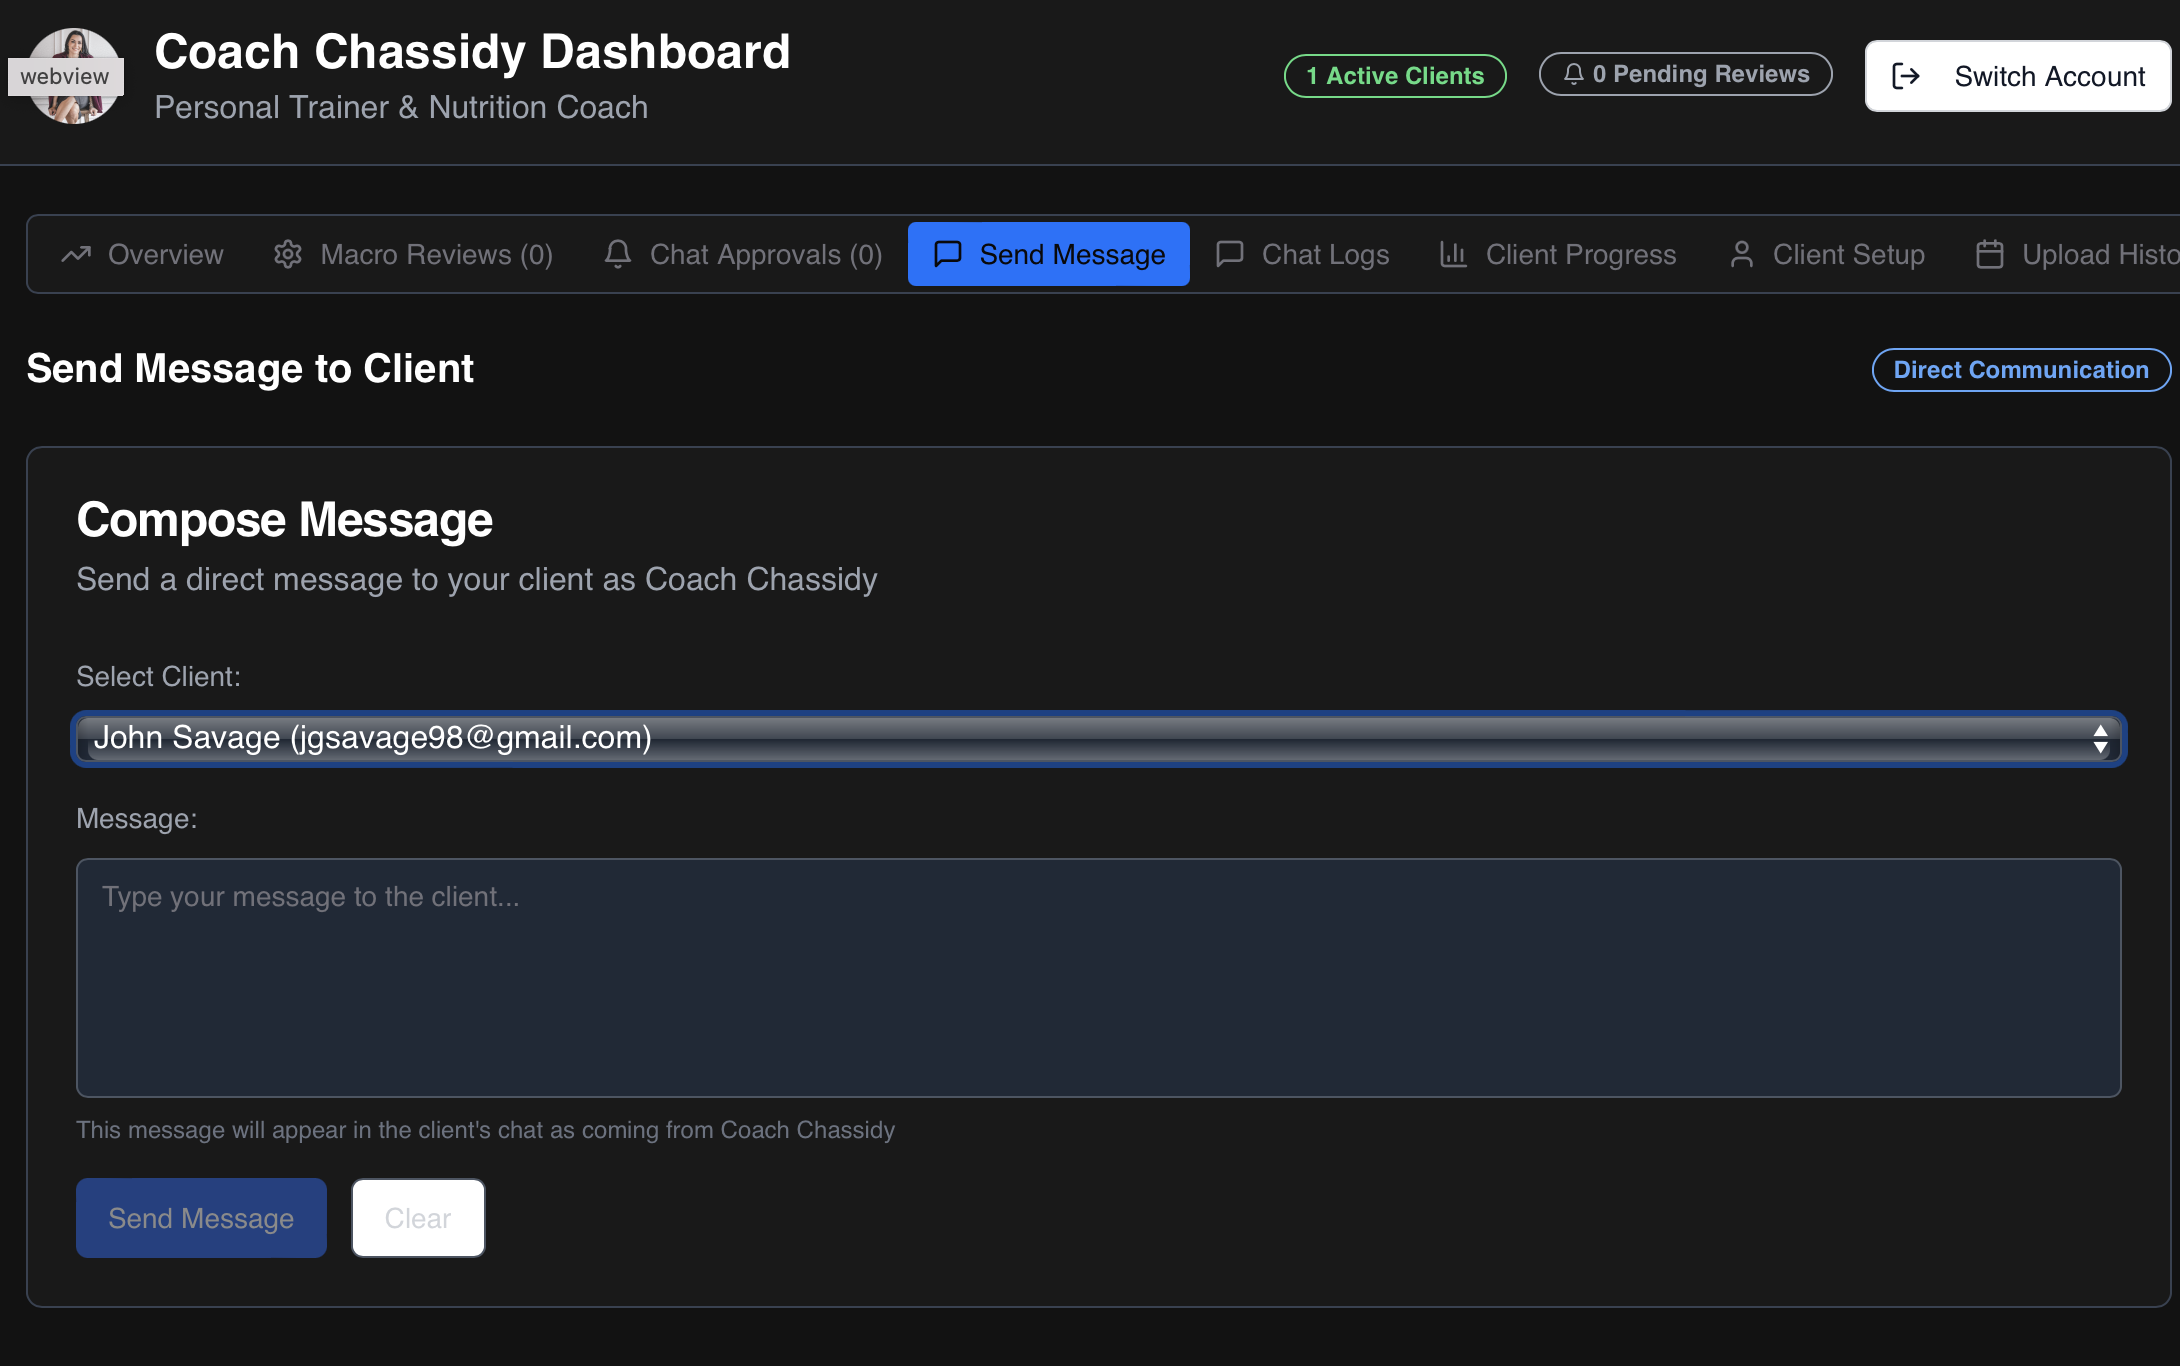 webview
Coach Chassidy Dashboard
Personal Trainer & Nutrition Coach
1 Active Clients
0 Pending Reviews
Switch Account
Overview
Macro Reviews (0)
Chat Approvals (0)
Send Message
Chat Logs
Client Progress
Client Setup
Upload Histo
Send Message to Client
Direct Communication
Compose Message
Send a direct message to your client as Coach Chassidy
Select Client:
John Savage (jgsavage98@gmail.com)
Message:
Type your message to the client...
This message will appear in the client's chat as coming from Coach Chassidy
Send Message
Clear